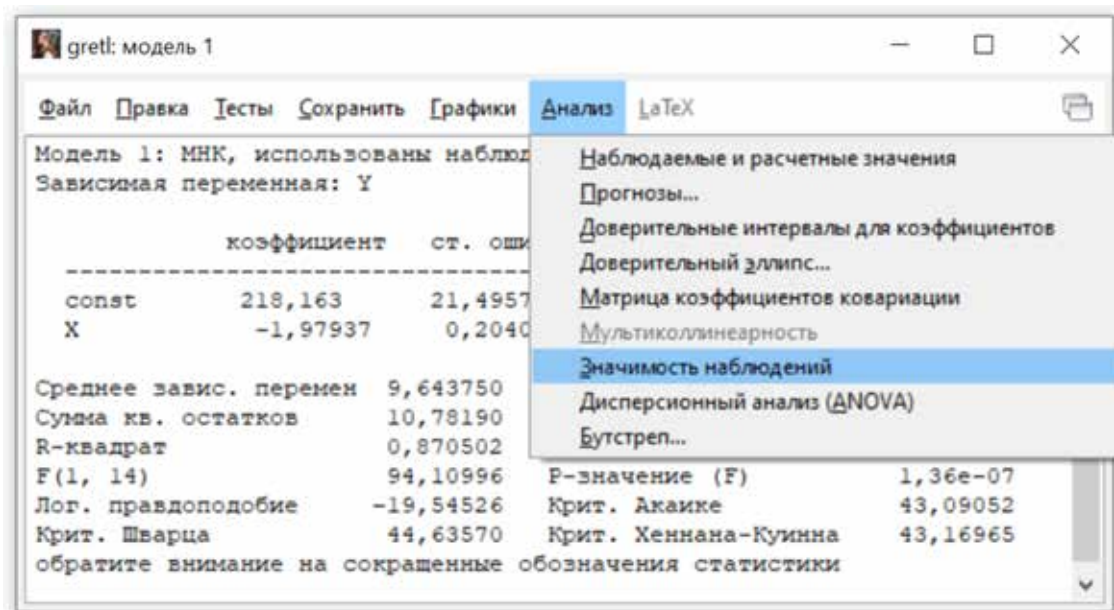 gretl: модель 1
Файл Правка Тесты Сохранить Графики Анализ LaTeX
Модель 1: МНК, использованы наблюд
Зависимая переменная: Y
коэффициент ст. оши
const 218,163 21,4957
X -1,97937 0,2040
Среднее завис. перемен 9,643750
Сумма кв. остатков 10,78190
R-квадрат 0,870502
F(1, 14) 94,10996 P-значение (F) 1,36e-07
Лог. правдоподобие -19,54526 Крит. Акаике 43,09052
Крит. Шварца 44,63570 Крит. Хеннана-Куинна 43,16965
обратите внимание на сокращенные обозначения статистики
Наблюдаемые и расчетные значения
Прогнозы...
Доверительные интервалы для коэффициентов
Доверительный эллипс...
Матрица коэффициентов ковариации
Мультиколлинеарность
Значимость наблюдений
Дисперсионный анализ (ANOVA)
Бутстреп...